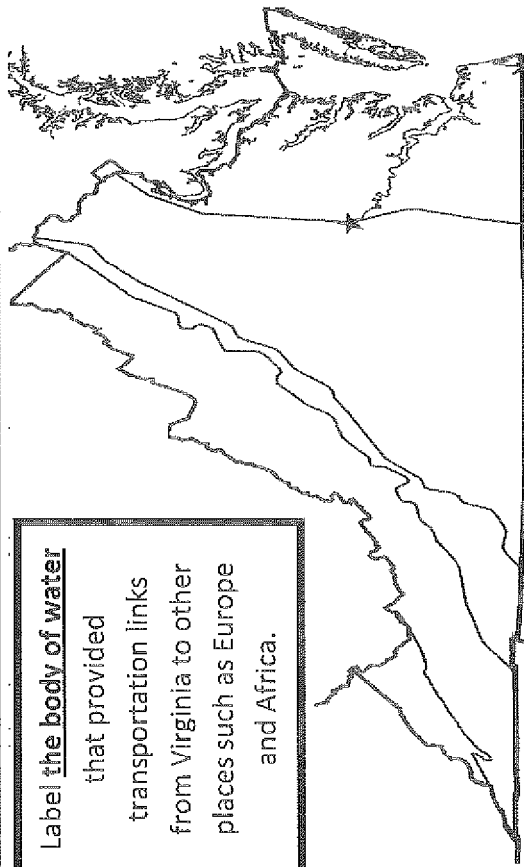 Label the body of water
that provided
transportation links
from Virginia to other
places such as Europe
and Africa.